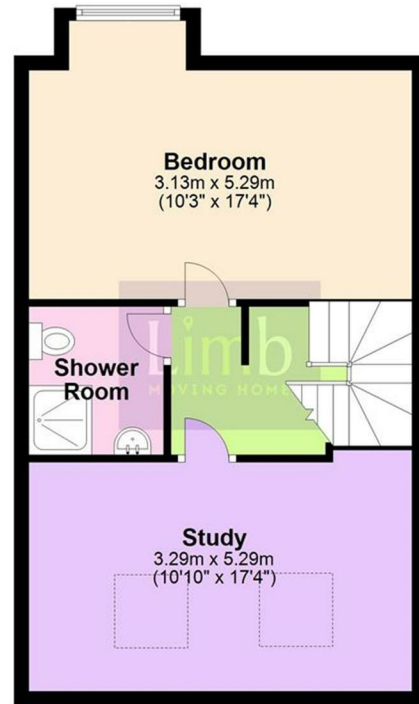 Bedroom
3.13m x 5.29m
(10'3" x 17'4")
Limb
MOVING HOME
Shower
Room
Study
3.29m x 5.29m
(10'10" x 17'4")